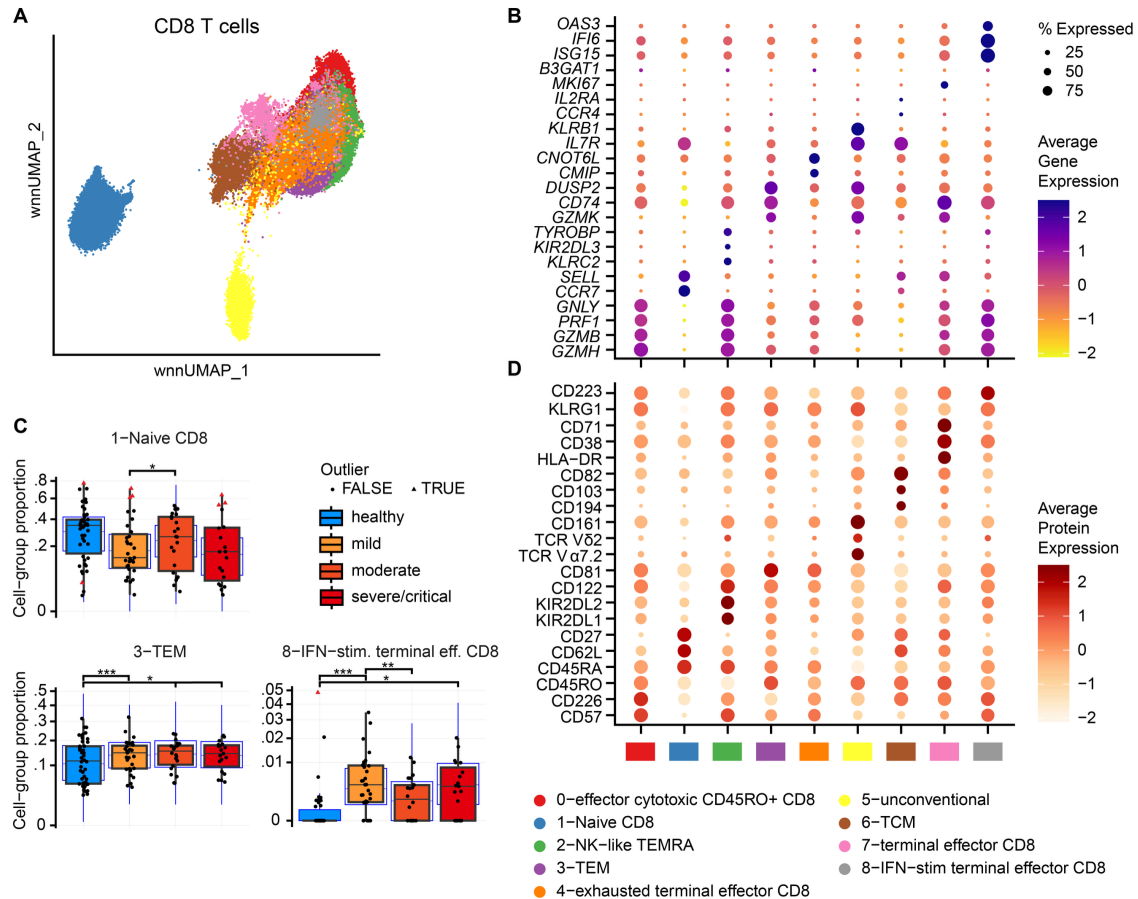 A
CD8 T cells
wnnUMAP_2
wnnUMAP_1
B
OAS3
IFI6
ISG15
B3GAT1
MKI67
IL2RA
CCR4
KLRB1
IL7R
CNOT6L
CMIP
DUSP2
CD74
GZMK
TYROBP
KIR2DL3
KLRC2
SELL
CCR7
GNLY
PRF1
GZMB
GZMH
% Expressed
25
50
75
Average
Gene
Expression
2
1
0
−1
−2
C
1−Naive CD8
Cell−group proportion
.8
.6
.4
.2
0
*
Outlier
FALSE
TRUE
healthy
mild
moderate
severe/critical
3−TEM
Cell−group proportion
.5
.4
.3
.2
.1
0
***
*
8−IFN−stim. terminal eff. CD8
.05
.04
.03
.02
.01
.01
0
***
**
*
D
CD223
KLRG1
CD71
CD38
HLA−DR
CD82
CD103
CD194
CD161
TCR Vδ2
TCR V α7.2
CD81
CD122
KIR2DL2
KIR2DL1
CD27
CD62L
CD45RA
CD45RO
CD226
CD57
Average
Protein
Expression
2
1
0
−1
−2
0−effector cytotoxic CD45RO+ CD8
1−Naive CD8
2−NK−like TEMRA
3−TEM
4−exhausted terminal effector CD8
5−unconventional
6−TCM
7−terminal effector CD8
8−IFN−stim terminal effector CD8